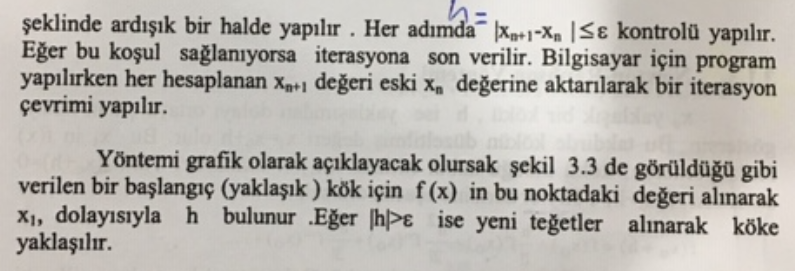 h=
şeklinde ardışık bir halde yapılır . Her adımda |xₙ₊₁-xₙ |≤ε kontrolü yapılır.
Eğer bu koşul sağlanıyorsa iterasyona son verilir. Bilgisayar için program
yapılırken her hesaplanan xₙ₊₁ değeri eski xₙ değerine aktarılarak bir iterasyon
çevrimi yapılır.
Yöntemi grafik olarak açıklayacak olursak şekil 3.3 de görüldüğü gibi
verilen bir başlangıç (yaklaşık ) kök için f (x) in bu noktadaki değeri alınarak
x₁, dolayısıyla h bulunur .Eğer |h|>ε ise yeni teğetler alınarak köke
yaklaşılır.